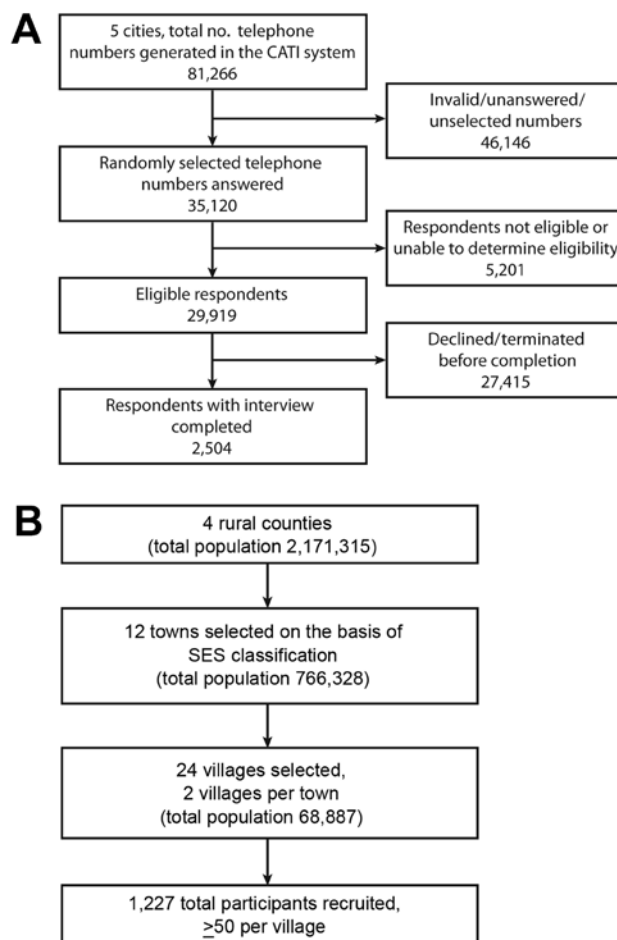 A
5 cities, total no. telephone
numbers generated in the CATI system
81,266
Invalid/unanswered/
unselected numbers
46,146
Randomly selected telephone
numbers answered
35,120
Respondents not eligible or
unable to determine eligibility
5,201
Eligible respondents
29,919
Declined/terminated
before completion
27,415
Respondents with interview
completed
2,504
B
4 rural counties
(total population 2,171,315)
12 towns selected on the basis of
SES classification
(total population 766,328)
24 villages selected,
2 villages per town
(total population 68,887)
1,227 total participants recruited,
≥50 per village